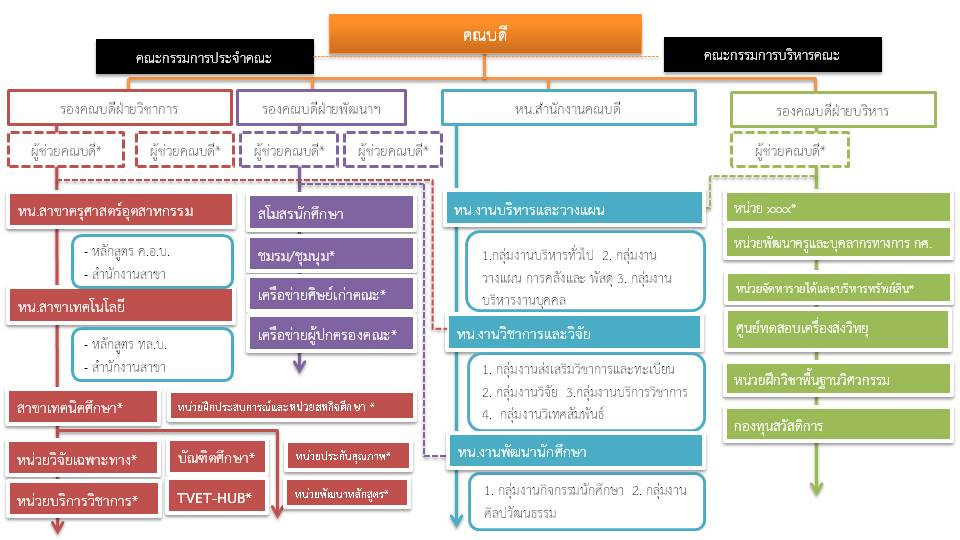 คณบดี
คณะกรรมการประจำคณะ
คณะกรรมการบริหารคณะ
รองคณบดีฝ่ายวิชาการ
รองคณบดีฝ่ายพัฒนาฯ
หน.สำนักงานคณบดี
รองคณบดีฝ่ายบริหาร
ผู้ช่วยคณบดี*
ผู้ช่วยคณบดี*
ผู้ช่วยคณบดี*
ผู้ช่วยคณบดี*
ผู้ช่วยคณบดี*
หน.สาขาครุศาสตร์อุตสาหกรรม
- หลักสูตร ค.อ.บ.
- สำนักงานสาขา
หน.สาขาเทคโนโลยี
- หลักสูตร ทล.บ.
- สำนักงานสาขา
สาขาเทคนิคศึกษา*
หน่วยฝึกประสบการณ์และหน่วยสหกิจศึกษา *
หน่วยวิจัยเฉพาะทาง*
บัณฑิตศึกษา*
หน่วยประกันคุณภาพ*
หน่วยบริการวิชาการ*
TVET-HUB*
หน่วยพัฒนาหลักสูตร*
สโมสรนักศึกษา
ชมรม/ชุมนุม*
เครือข่ายศิษย์เก่าคณะ*
เครือข่ายผู้ปกครองคณะ*
หน.งานบริหารและวางแผน
1.กลุ่มงานบริหารทั่วไป 2. กลุ่มงาน
วางแผน การคลังและ พัสดุ 3. กลุ่มงาน
บริหารงานบุคคล
หน.งานวิชาการและวิจัย
1. กลุ่มงานส่งเสริมวิชาการและทะเบียน
2. กลุ่มงานวิจัย 3.กลุ่มงานบริการวิชาการ
4. กลุ่มงานวิเทศสัมพันธ์
หน.งานพัฒนานักศึกษา
1. กลุ่มงานกิจกรรมนักศึกษา 2. กลุ่มงาน
ศิลปวัฒนธรรม
หน่วย xxxx*
หน่วยพัฒนาครูและบุคลากรทางการ กศ.
หน่วยจัดหารายได้และบริหารทรัพย์สิน*
ศูนย์ทดสอบเครื่องส่งวิทยุ
หน่วยฝึกวิชาพื้นฐานวิศวกรรม
กองทุนสวัสดิการ